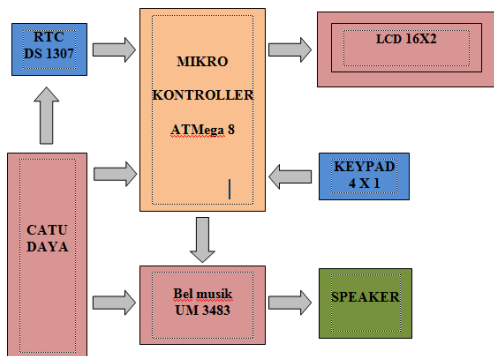 RTC
DS 1307
MIKRO
KONTROLLER
ATMega 8
LCD 16X2
KEYPAD
4 X 1
CATU
DAYA
Bel musik
UM 3483
SPEAKER